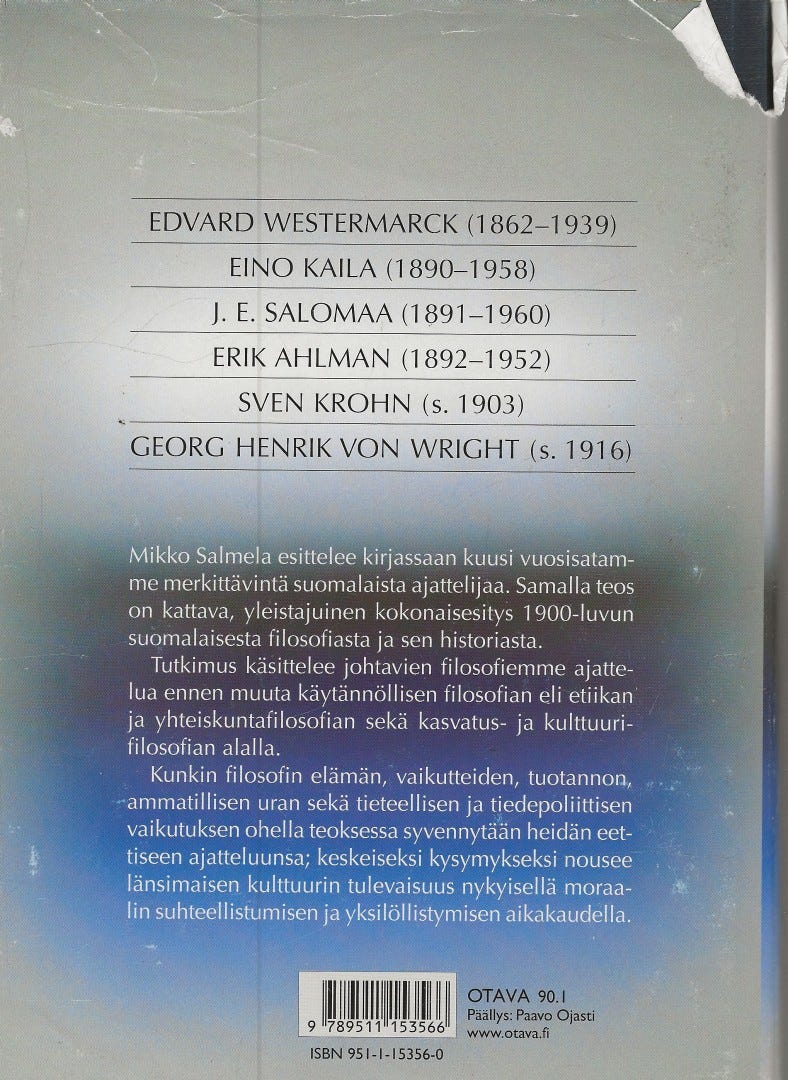 EDVARD WESTERMARCK (1862–1939)
EINO KAILA (1890–1958)
J. E. SALOMAA (1891–1960)
ERIK AHLMAN (1892–1952)
SVEN KROHN (s. 1903)
GEORG HENRIK VON WRIGHT (s. 1916)
Mikko Salmela esittelee kirjassaan kuusi vuosisatam-
me merkittävintä suomalaista ajattelijaa. Samalla teos
on kattava, yleistajuinen kokonaisesitys 1900-luvun
suomalaisesta filosofiasta ja sen historiasta.
Tutkimus käsittelee johtavien filosofiemme ajatte-
lua ennen muuta käytännöllisen filosofian eli etiikan
ja yhteiskuntafilosofian sekä kasvatus- ja kulttuuri-
filosofian alalla.
Kunkin filosofin elämän, vaikutteiden, tuotannon,
ammatillisen uran sekä tieteellisen ja tiedepoliittisen
vaikutuksen ohella teoksessa syvennytään heidän eet-
tiseen ajatteluunsa; keskeiseksi kysymykseksi nousee
länsimaisen kulttuurin tulevaisuus nykyisellä moraa-
lin suhteellistumisen ja yksilöllistymisen aikakaudella.
9 789511 153566
ISBN 951-1-15356-0
OTAVA 90.1
Päällys: Paavo Ojasti
www.otava.fi